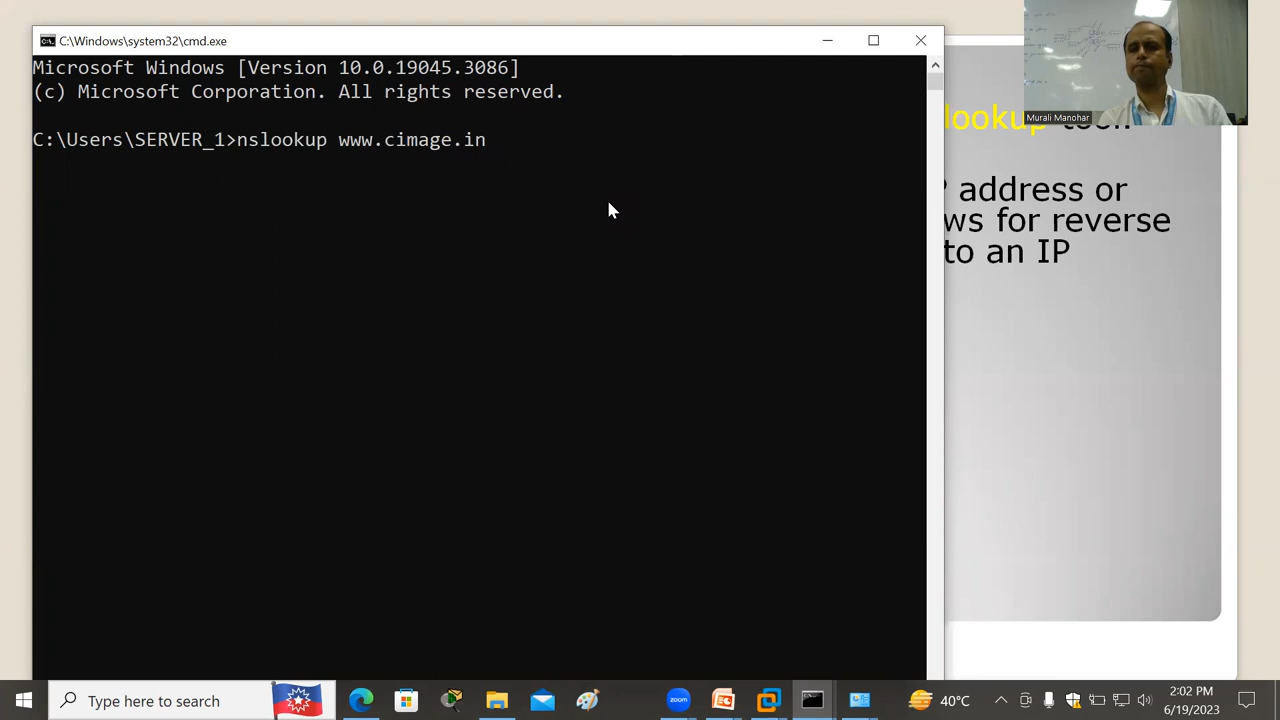 C:\Windows\system32\cmd.exe
Microsoft Windows [Version 10.0.19045.3086]
(c) Microsoft Corporation. All rights reserved.
C:\Users\SERVER_1>nslookup www.cimage.in
Murali Manohar
lookup
address or
ws for reverse
to an IP
Type here to search
40°C
2:02 PM
6/19/2023